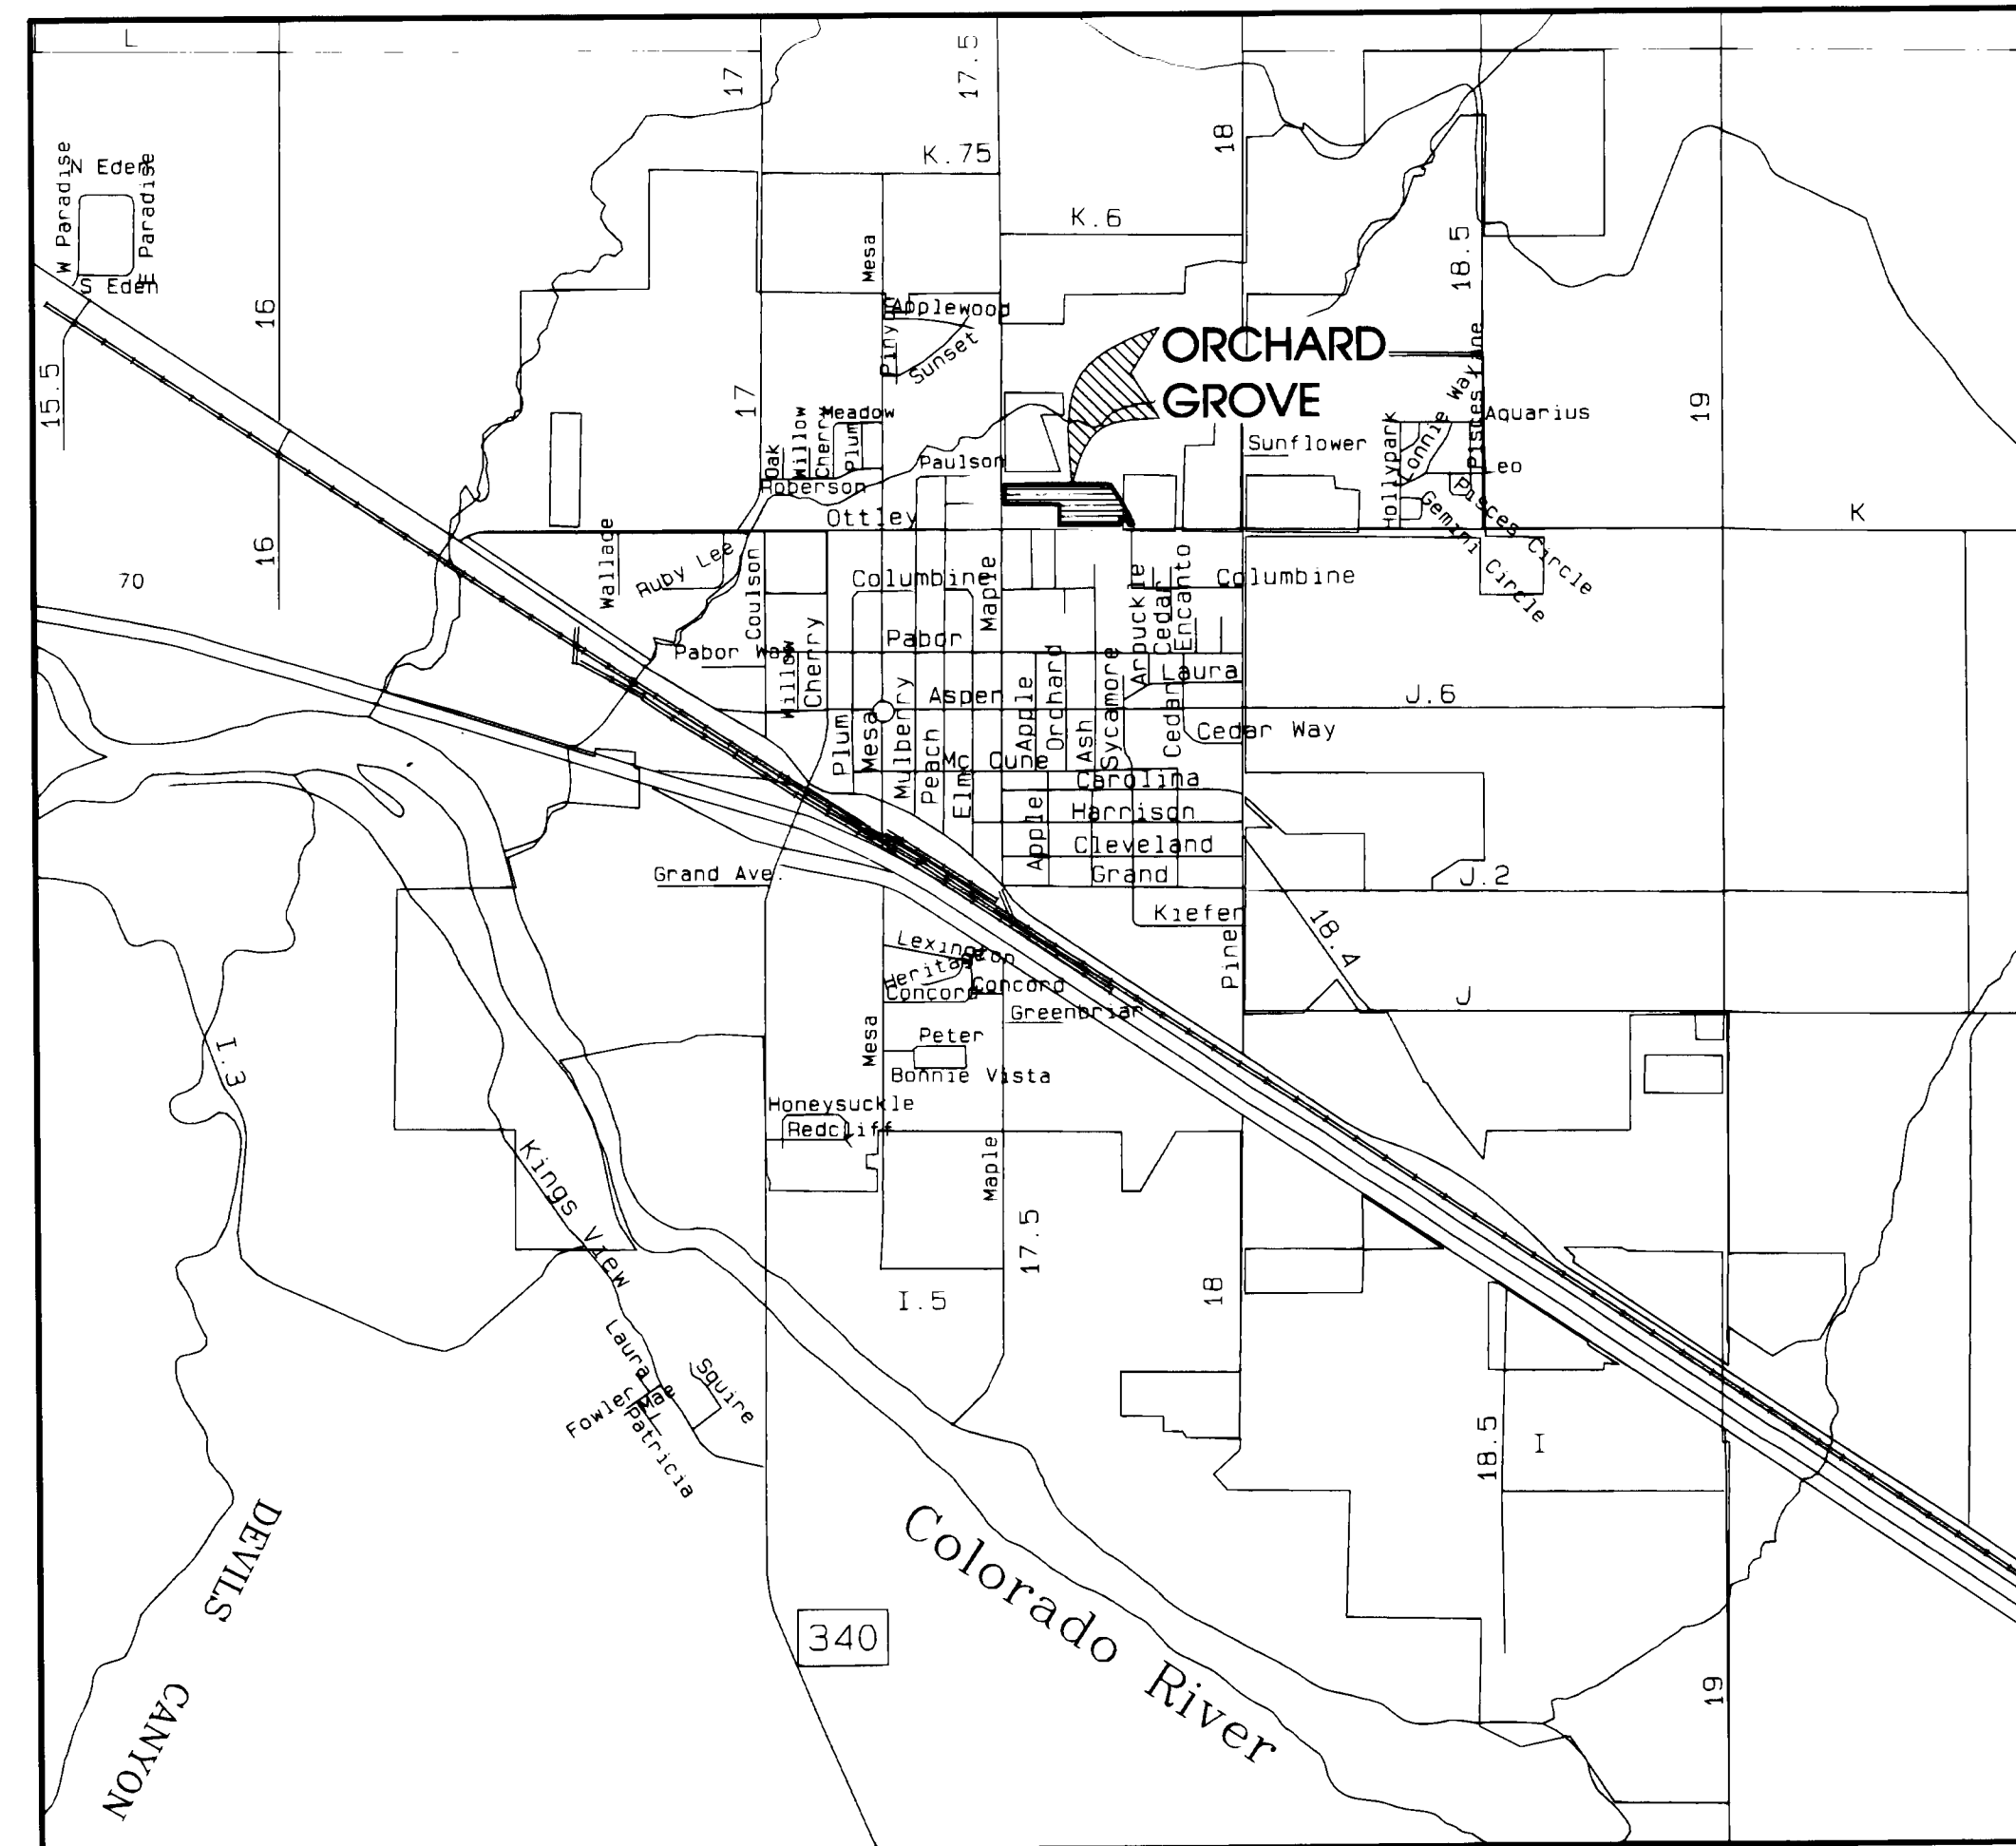 L
17
17.5
18
K.75
K.6
N Eden
W Paradise
E Paradise
S Eden
16
Mesa
18.5
Applewood
Pinyon
Sunset
ORCHARD
GROVE
15.5
17
19
Meadow
Oak
Willow
Cherry
Plum
Roberson
Paulson
Ottley
Sunflower
Hollypark
Lonnie Way
Aquarius
Leo
Pisces Circle
Gemini Circle
K
16
70
Wallace
Ruby Lee
Coulson
Columbine
Maple
Arbuckle
Cedar
Encanto
Columbine
Pabor Way
Willow
Cherry
Pabor
Laura
Aspen
J.6
Plum
Mesa
Mulberry
Peach
Elm
Mc Cune
Apple
Orchard
Ash
Sycamore
Cedar
Cedar Way
Carolina
Harrison
Apple
Cleveland
Grand
Grand Ave.
J.2
Kiefer
Pine
18.4
Lexington
Heritage
Concord
Concord
J
Greenbriar
Mesa
Peter
Bonnie Vista
I.3
Honeysuckle
Redcliff
Kings View
Maple
17.5
18
I.5
Laura
Squire
Fowler
Patricia
18.5
I
DEVILS
CANYON
Colorado River
340
19